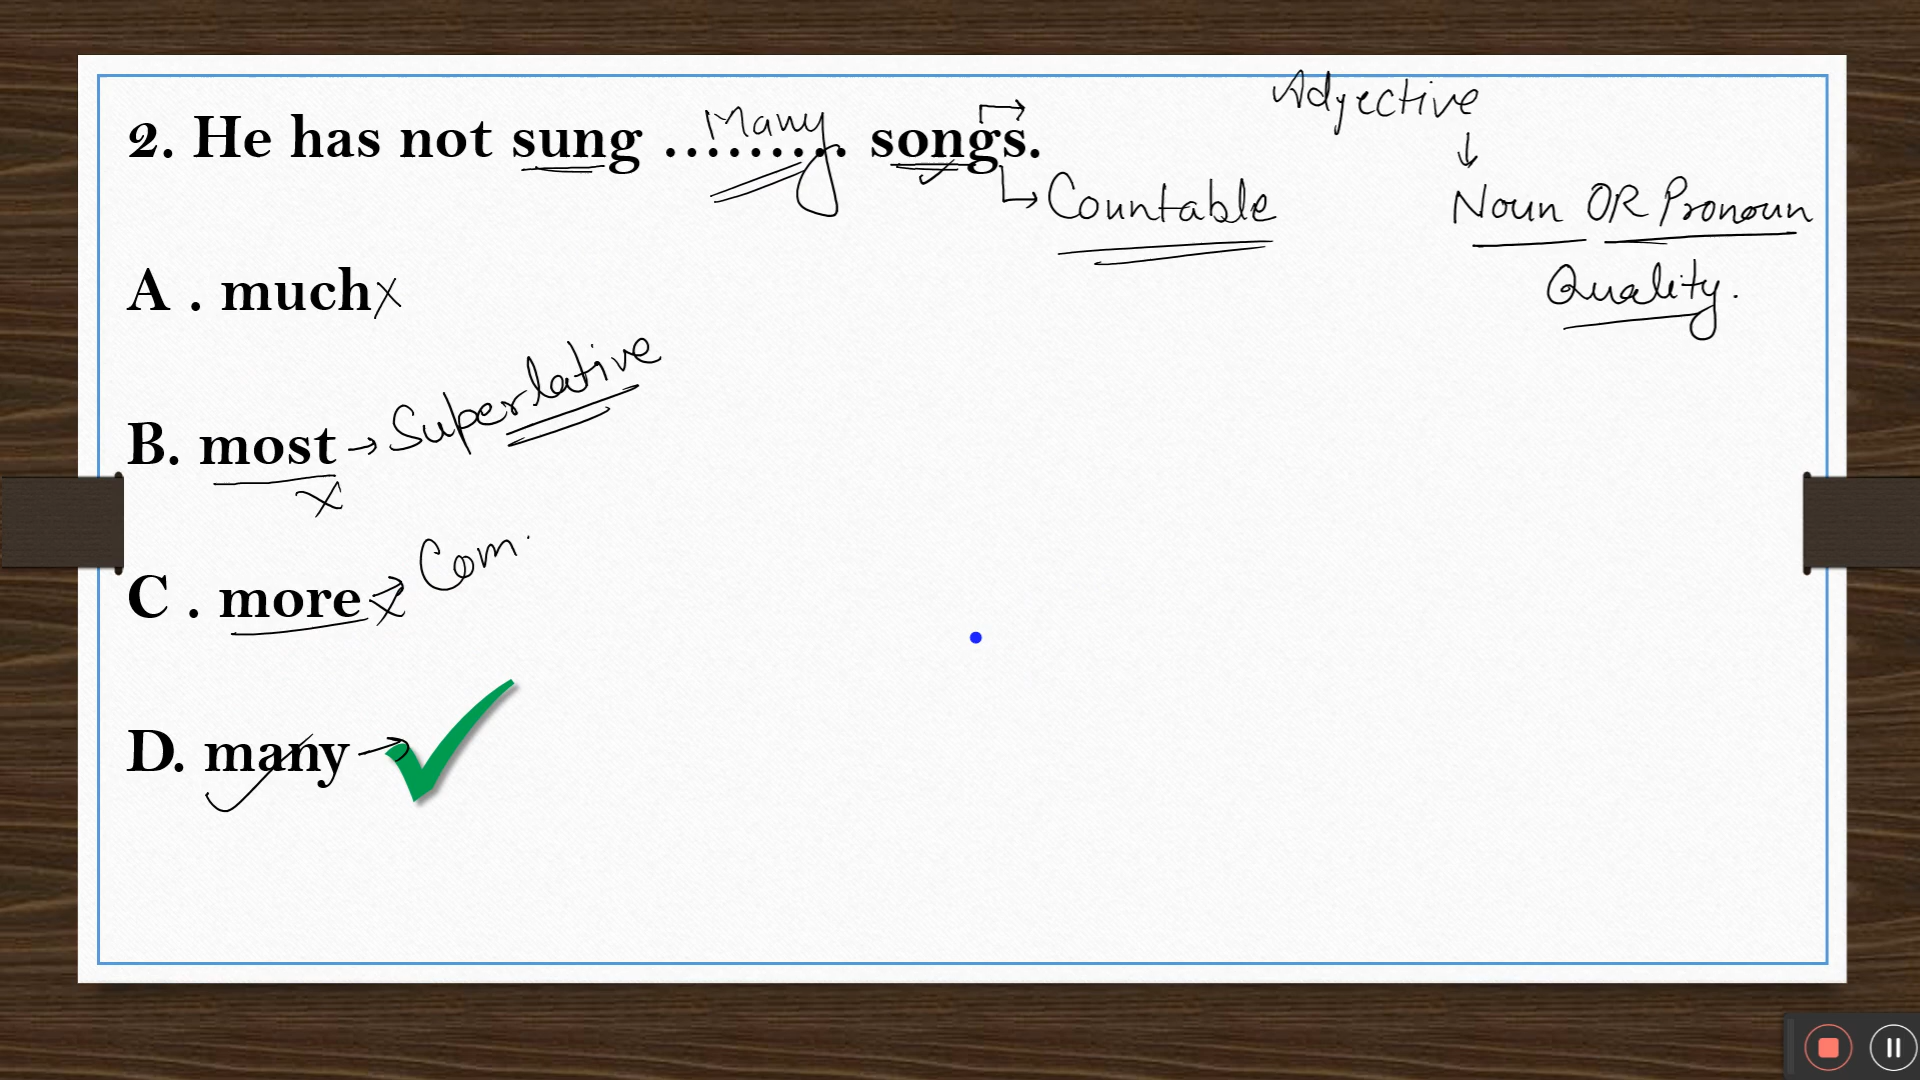 Adjective
2. He has not sung ......... songs.
Many
Countable
Noun OR Pronoun
Quality.
A . much x
B. most → Superlative
x
C . more x → Com.
D. many →